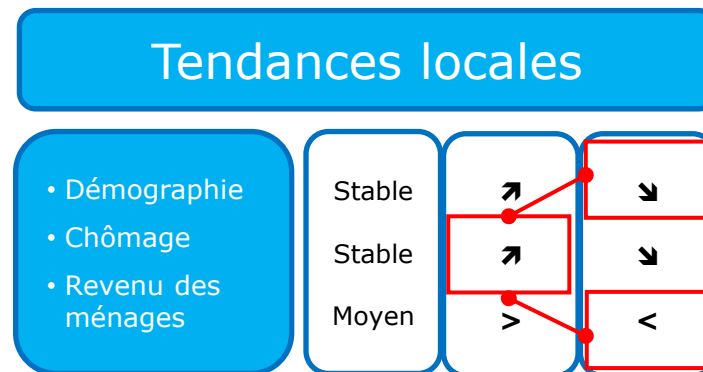 Tendances locales
• Démographie
• Chômage
• Revenu des
ménages
Stable
Stable
Moyen
↗
↗
>
↘
↘
<